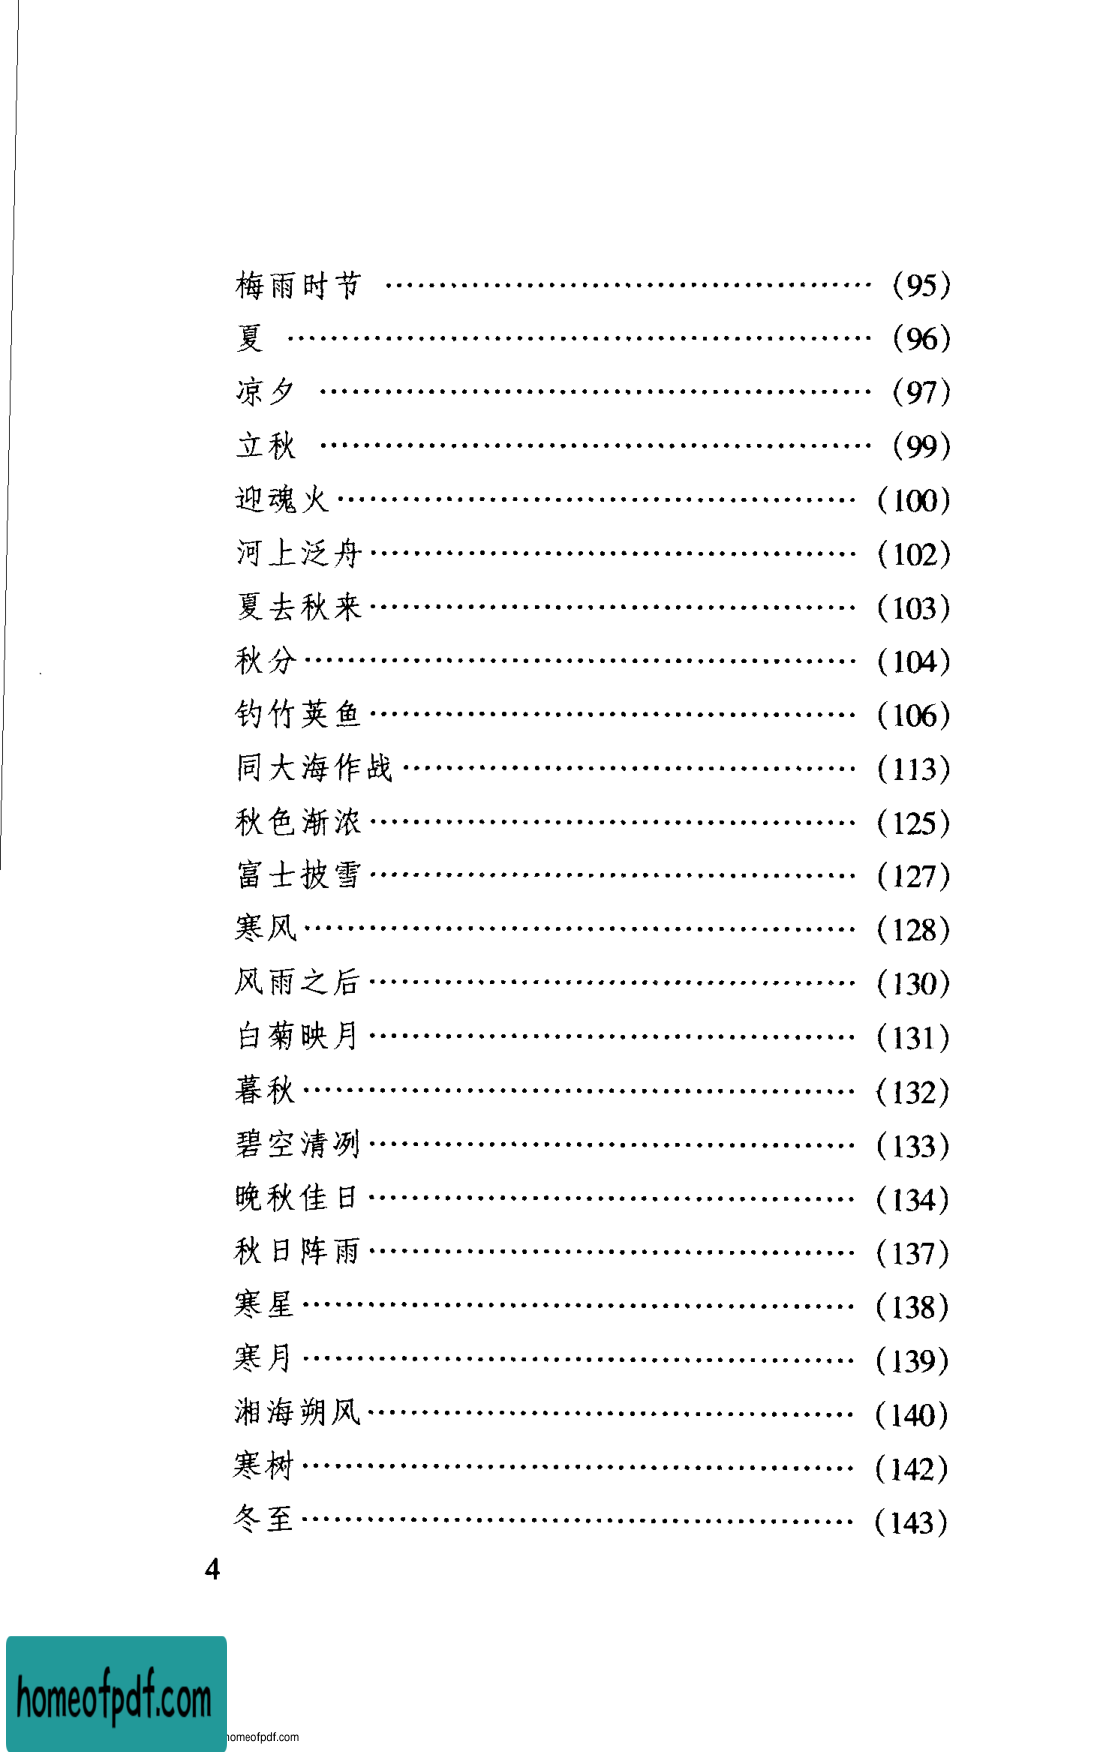 梅雨时节 ………………………………………… (95)
夏 ………………………………………… (96)
凉夕 ………………………………………… (97)
立秋 ………………………………………… (99)
迎魂火………………………………………… (100)
河上泛舟………………………………………… (102)
夏去秋来………………………………………… (103)
秋分………………………………………… (104)
钓竹荚鱼………………………………………… (106)
同大海作战………………………………………… (113)
秋色渐浓………………………………………… (125)
富士披雪………………………………………… (127)
寒风………………………………………… (128)
风雨之后………………………………………… (130)
白菊映月………………………………………… (131)
暮秋………………………………………… (132)
碧空清冽………………………………………… (133)
晚秋佳日………………………………………… (134)
秋日阵雨………………………………………… (137)
寒星………………………………………… (138)
寒月………………………………………… (139)
湘海朔风………………………………………… (140)
寒树………………………………………… (142)
冬至………………………………………… (143)
4
homeofpdf.com
homeofpdf.com